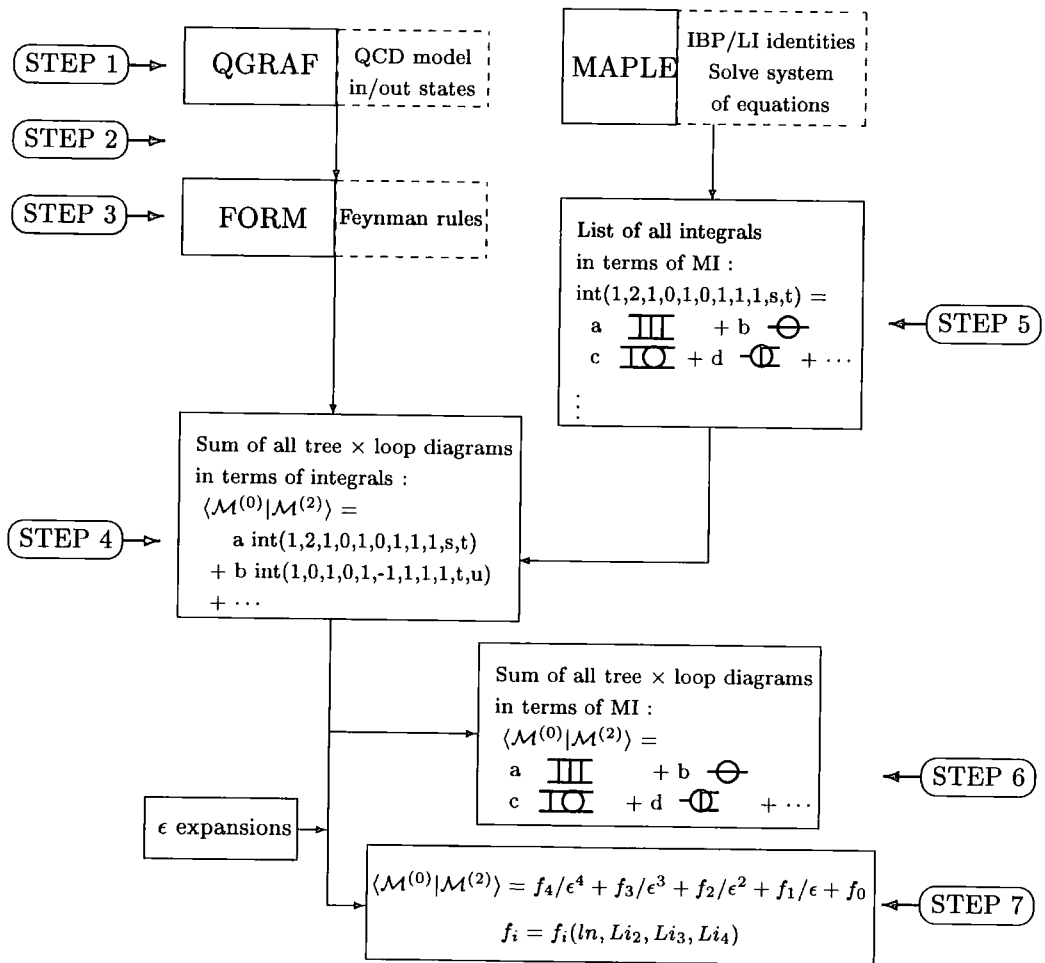 STEP 1
QGRAF
QCD model
in/out states
MAPLE
IBP/LI identities
Solve system
of equations
STEP 2
STEP 3
FORM
Feynman rules
List of all integrals
in terms of MI :
int(1,2,1,0,1,0,1,1,1,s,t) =
a + b
c + d + ···
⋮
STEP 5
Sum of all tree × loop diagrams
in terms of integrals :
⟨M^(0)|M^(2)⟩ =
a int(1,2,1,0,1,0,1,1,1,s,t)
+ b int(1,0,1,0,1,-1,1,1,1,t,u)
+ ···
STEP 4
Sum of all tree × loop diagrams
in terms of MI :
⟨M^(0)|M^(2)⟩ =
a + b
c + d + ···
STEP 6
ϵ expansions
⟨M^(0)|M^(2)⟩ = f_4/ϵ^4 + f_3/ϵ^3 + f_2/ϵ^2 + f_1/ϵ + f_0
f_i = f_i(ln, Li_2, Li_3, Li_4)
STEP 7